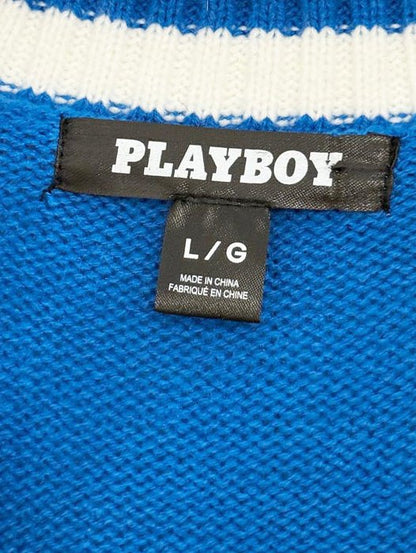 PLAYBOY
L/G
MADE IN CHINA
FABRIQUÉ EN CHINE